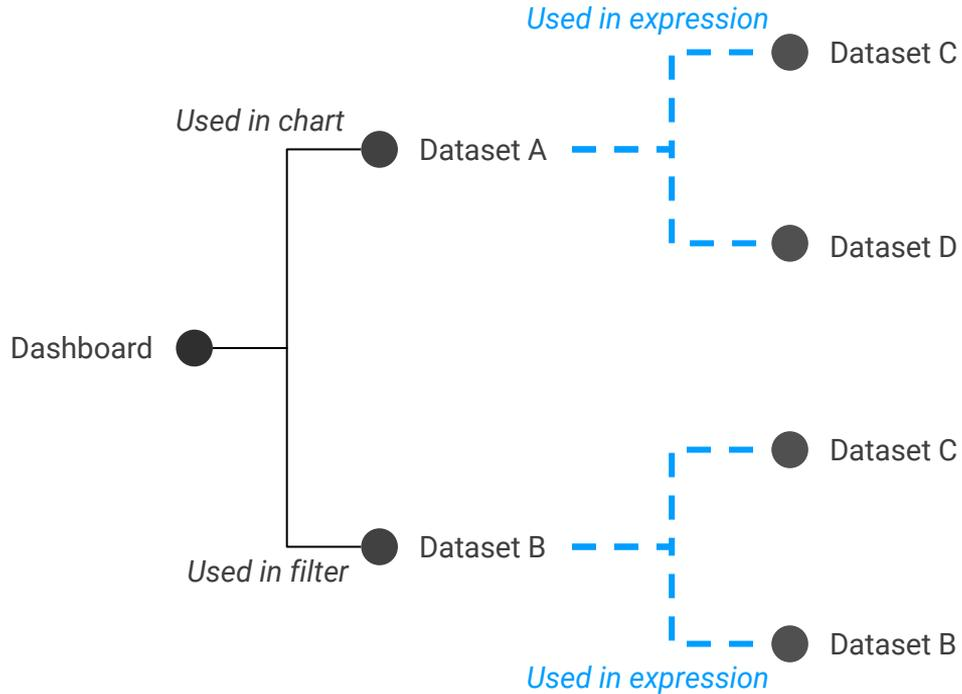 Used in expression
Dataset C
Used in chart
Dataset A
Dataset D
Dashboard
Dataset C
Dataset B
Used in filter
Dataset B
Used in expression